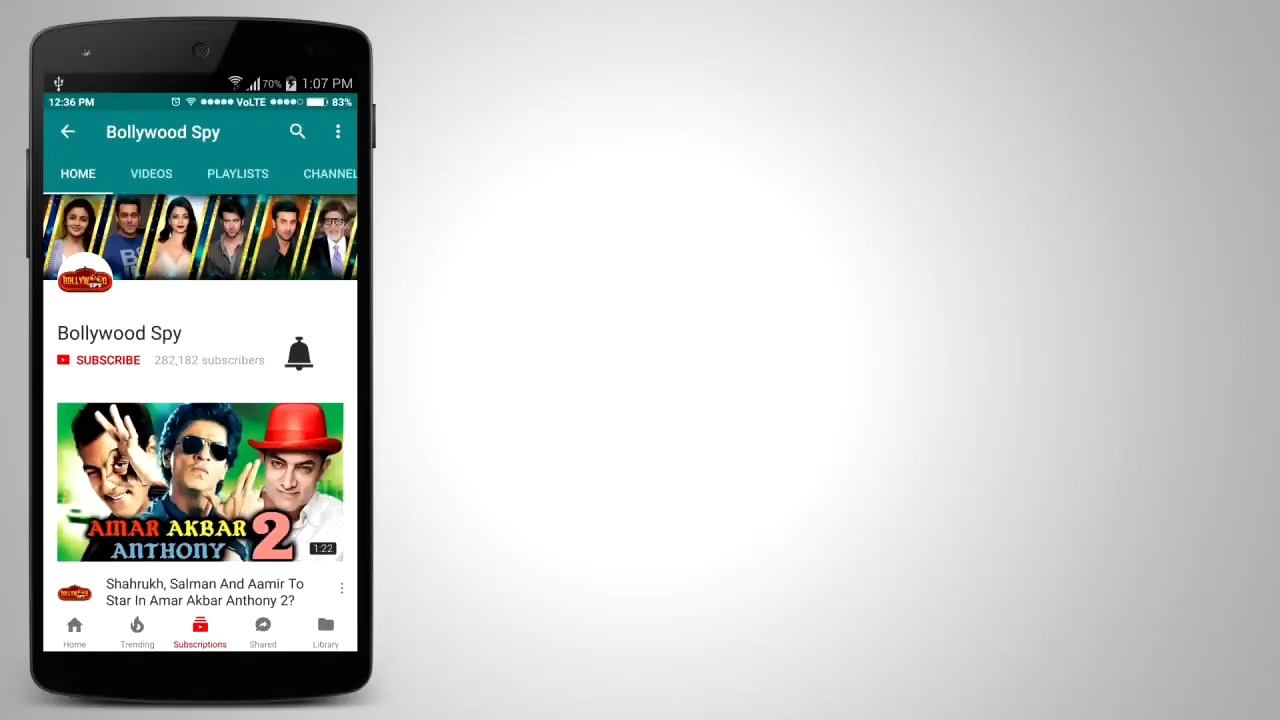 70% 1:07 PM
12:36 PM VoLTE 83%
Bollywood Spy
HOME VIDEOS PLAYLISTS CHANNEL
BOLLYWOOD
SPY
Bollywood Spy
SUBSCRIBE 282,182 subscribers
AMAR AKBAR
ANTHONY 2
1:22
Shahrukh, Salman And Aamir To
Star In Amar Akbar Anthony 2?
Home Trending Subscriptions Shared Library